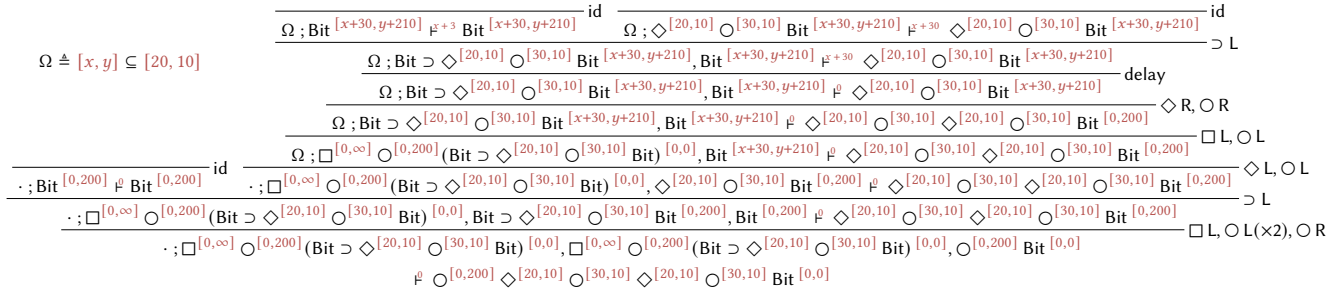 id id
Ω ; Bit ^[x+30,y+210] ⊬^x+3 Bit ^[x+30,y+210] Ω ; ◇^[20,10] ○^[30,10] Bit ^[x+30,y+210] ⊬^x+30 ◇^[20,10] ○^[30,10] Bit ^[x+30,y+210]
⊃ L
Ω ≜ [x, y] ⊆ [20, 10] Ω ; Bit ⊃ ◇^[20,10] ○^[30,10] Bit ^[x+30,y+210], Bit ^[x+30,y+210] ⊬^x+30 ◇^[20,10] ○^[30,10] Bit ^[x+30,y+210]
delay
Ω ; Bit ⊃ ◇^[20,10] ○^[30,10] Bit ^[x+30,y+210], Bit ^[x+30,y+210] ⊬^0 ◇^[20,10] ○^[30,10] Bit ^[x+30,y+210]
◇ R, ○ R
Ω ; Bit ⊃ ◇^[20,10] ○^[30,10] Bit ^[x+30,y+210], Bit ^[x+30,y+210] ⊬^0 ◇^[20,10] ○^[30,10] ◇^[20,10] ○^[30,10] Bit ^[0,200]
□ L, ○ L
Ω ; □^[0,∞] ○^[0,200] (Bit ⊃ ◇^[20,10] ○^[30,10] Bit) ^[0,0], Bit ^[x+30,y+210] ⊬^0 ◇^[20,10] ○^[30,10] ◇^[20,10] ○^[30,10] Bit ^[0,200]
id ◇ L, ○ L
· ; Bit ^[0,200] ⊬^0 Bit ^[0,200] · ; □^[0,∞] ○^[0,200] (Bit ⊃ ◇^[20,10] ○^[30,10] Bit) ^[0,0], ◇^[20,10] ○^[30,10] Bit ^[0,200] ⊬^0 ◇^[20,10] ○^[30,10] ◇^[20,10] ○^[30,10] Bit ^[0,200]
⊃ L
· ; □^[0,∞] ○^[0,200] (Bit ⊃ ◇^[20,10] ○^[30,10] Bit) ^[0,0], Bit ⊃ ◇^[20,10] ○^[30,10] Bit ^[0,200], Bit ^[0,200] ⊬^0 ◇^[20,10] ○^[30,10] ◇^[20,10] ○^[30,10] Bit ^[0,200]
□ L, ○ L(×2), ○ R
· ; □^[0,∞] ○^[0,200] (Bit ⊃ ◇^[20,10] ○^[30,10] Bit) ^[0,0], □^[0,∞] ○^[0,200] (Bit ⊃ ◇^[20,10] ○^[30,10] Bit) ^[0,0], ○^[0,200] Bit ^[0,0]
⊬^0 ○^[0,200] ◇^[20,10] ○^[30,10] ◇^[20,10] ○^[30,10] Bit ^[0,0]